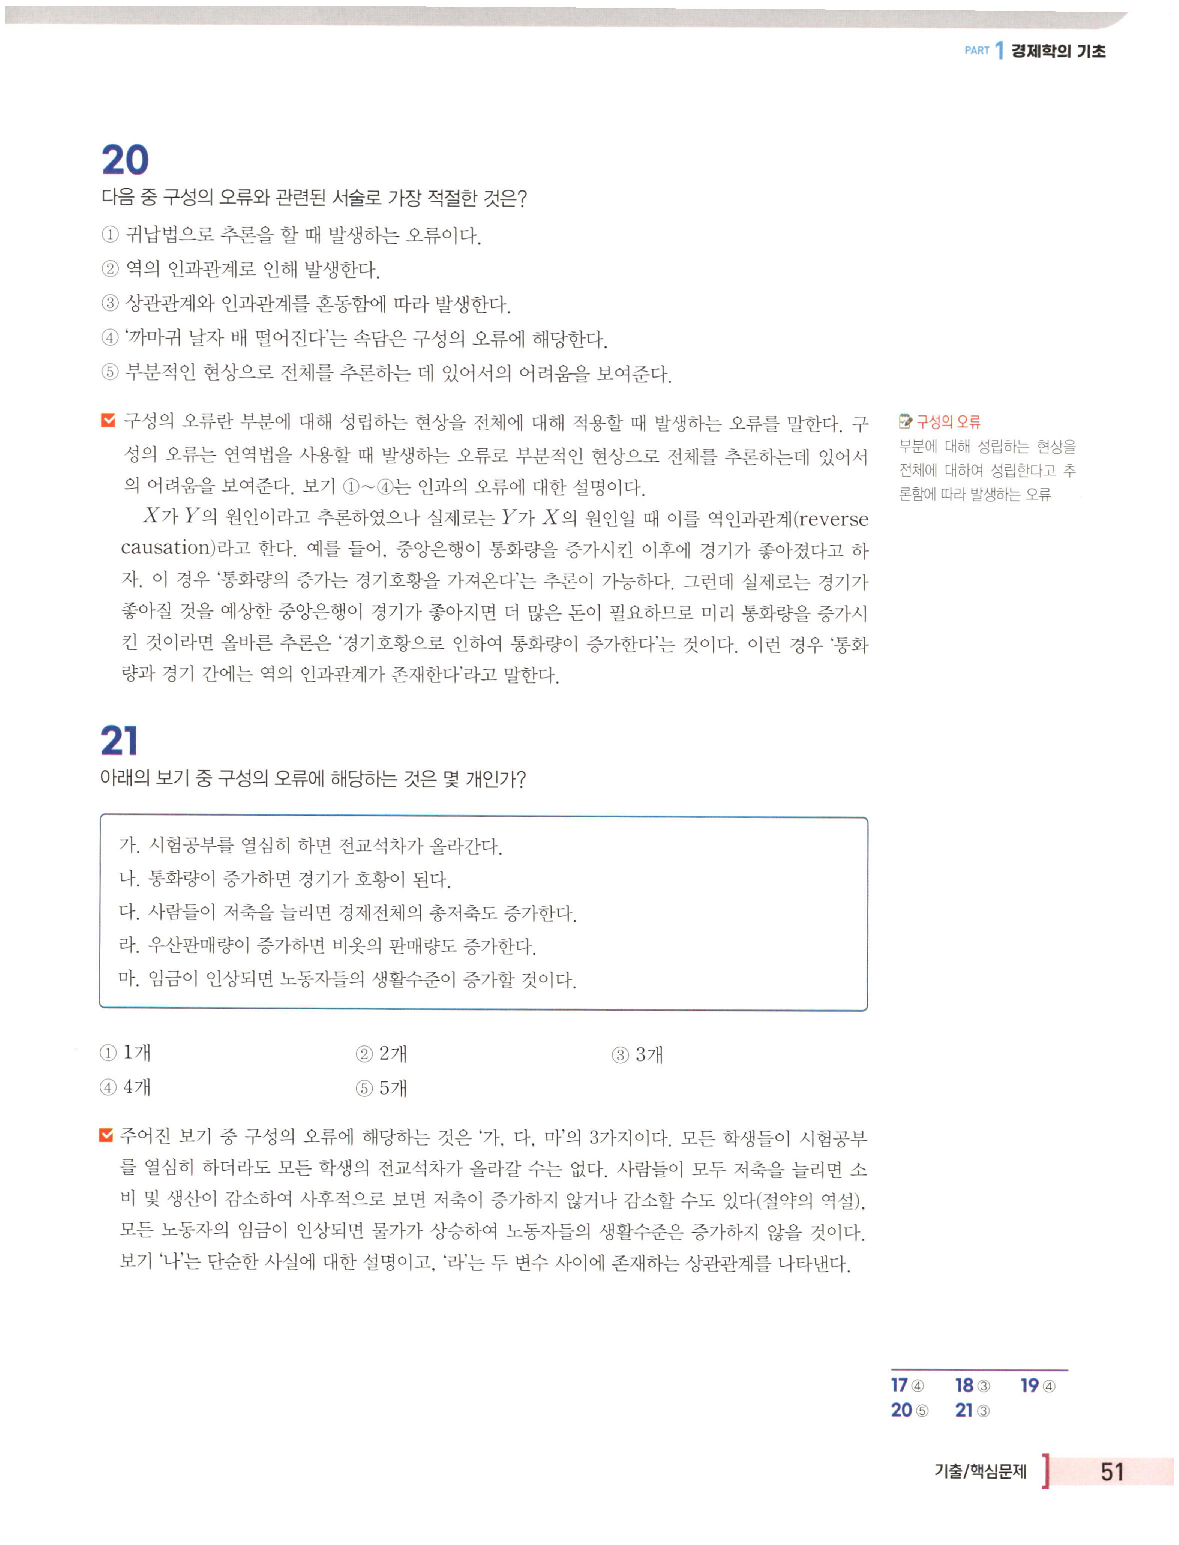 PART 1 경제학의 기초
20
다음 중 구성의 오류와 관련된 서술로 가장 적절한 것은?
① 귀납법으로 추론을 할 때 발생하는 오류이다.
② 역의 인과관계로 인해 발생한다.
③ 상관관계와 인과관계를 혼동함에 따라 발생한다.
④ '까마귀 날자 배 떨어진다'는 속담은 구성의 오류에 해당한다.
⑤ 부분적인 현상으로 전체를 추론하는 데 있어서의 어려움을 보여준다.
구성의 오류란 부분에 대해 성립하는 현상을 전체에 대해 적용할 때 발생하는 오류를 말한다. 구
성의 오류는 연역법을 사용할 때 발생하는 오류로 부분적인 현상으로 전체를 추론하는데 있어서
의 어려움을 보여준다. 보기 ①~④는 인과의 오류에 대한 설명이다.
X가 Y의 원인이라고 추론하였으나 실제로는 Y가 X의 원인일 때 이를 역인과관계(reverse
causation)라고 한다. 예를 들어, 중앙은행이 통화량을 증가시킨 이후에 경기가 좋아졌다고 하
자. 이 경우 '통화량의 증가는 경기호황을 가져온다'는 추론이 가능하다. 그런데 실제로는 경기가
좋아질 것을 예상한 중앙은행이 경기가 좋아지면 더 많은 돈이 필요하므로 미리 통화량을 증가시
킨 것이라면 올바른 추론은 '경기호황으로 인하여 통화량이 증가한다'는 것이다. 이런 경우 '통화
량과 경기 간에는 역의 인과관계가 존재한다'라고 말한다.
구성의 오류
부분에 대해 성립하는 현상을
전체에 대하여 성립한다고 추
론함에 따라 발생하는 오류
21
아래의 보기 중 구성의 오류에 해당하는 것은 몇 개인가?
가. 시험공부를 열심히 하면 전교석차가 올라간다.
나. 통화량이 증가하면 경기가 호황이 된다.
다. 사람들이 저축을 늘리면 경제전체의 총저축도 증가한다.
라. 우산판매량이 증가하면 비옷의 판매량도 증가한다.
마. 임금이 인상되면 노동자들의 생활수준이 증가할 것이다.
① 1개 ② 2개 ③ 3개
④ 4개 ⑤ 5개
주어진 보기 중 구성의 오류에 해당하는 것은 '가, 다, 마'의 3가지이다. 모든 학생들이 시험공부
를 열심히 하더라도 모든 학생의 전교석차가 올라갈 수는 없다. 사람들이 모두 저축을 늘리면 소
비 및 생산이 감소하여 사후적으로 보면 저축이 증가하지 않거나 감소할 수도 있다(절약의 역설).
모든 노동자의 임금이 인상되면 물가가 상승하여 노동자들의 생활수준은 증가하지 않을 것이다.
보기 '나'는 단순한 사실에 대한 설명이고, '라'는 두 변수 사이에 존재하는 상관관계를 나타낸다.
17 ④ 18 ③ 19 ④
20 ⑤ 21 ③
기출/핵심문제 51